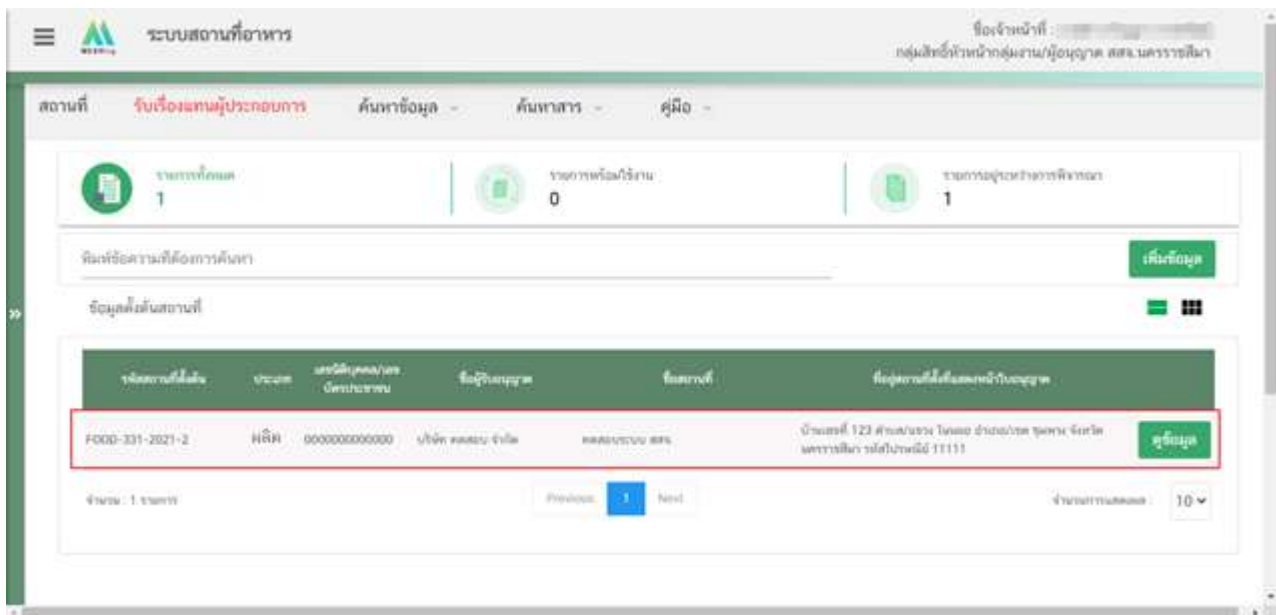 ระบบสถานที่อาหาร
ชื่อเจ้าหน้าที่ :
กลุ่มสิทธิ์หัวหน้ากลุ่มงาน/ผู้อนุญาต สสจ.นครราชสีมา
สถานที่ รับเรื่องแทนผู้ประกอบการ ค้นหาข้อมูล ค้นหาสาร คู่มือ
รายการทั้งหมด
1
รายการพร้อมใช้งาน
0
รายการอยู่ระหว่างการพิจารณา
1
พิมพ์ข้อความที่ต้องการค้นหา
เพิ่มข้อมูล
ข้อมูลตั้งต้นสถานที่
รหัสสถานที่ตั้งต้น ประเภท เลขนิติบุคคล/เลขบัตรประชาชน ชื่อผู้รับอนุญาต ชื่อสถานที่ ที่อยู่สถานที่ตั้งที่แสดงหน้าใบอนุญาต
FOOD-331-2021-2 ผลิต 0000000000000 บริษัท ทดสอบ จำกัด ทดสอบระบบ สสจ. บ้านเลขที่ 123 ตำบล/แขวง โนนยอ อำเภอ/เขต ชุมพวง จังหวัด
นครราชสีมา รหัสไปรษณีย์ 11111
ดูข้อมูล
จำนวน : 1 รายการ Previous 1 Next จำนวนการแสดงผล : 10